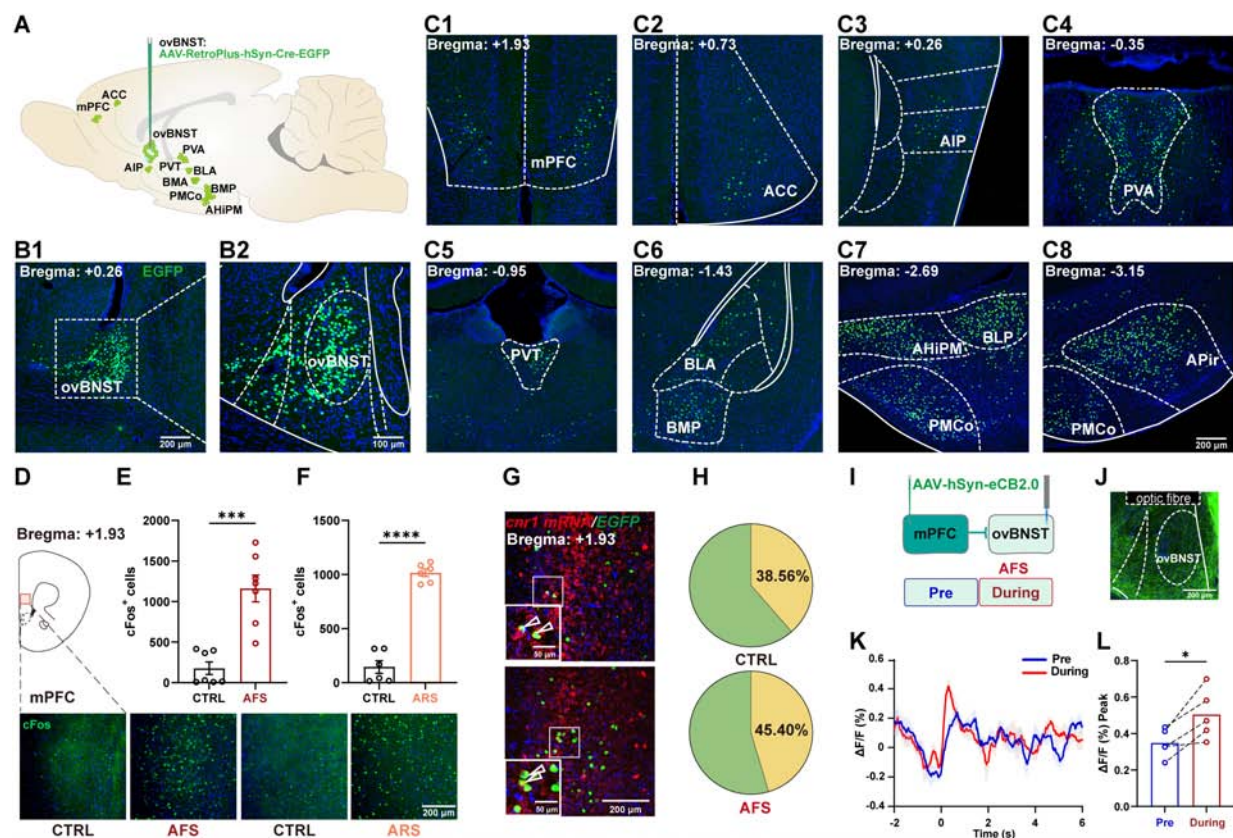 A
ovBNST:
AAV-RetroPlus-hSyn-Cre-EGFP
ACC
mPFC
ovBNST
PVA
AIP
PVT
BLA
BMA
BMP
PMCo
AHiPM
B1
Bregma: +0.26
EGFP
ovBNST
200 µm
B2
ovBNST
100 µm
C1
Bregma: +1.93
mPFC
C2
Bregma: +0.73
ACC
C3
Bregma: +0.26
AIP
C4
Bregma: -0.35
PVA
C5
Bregma: -0.95
PVT
C6
Bregma: -1.43
BLA
BMP
C7
Bregma: -2.69
AHiPM
BLP
PMCo
C8
Bregma: -3.15
APir
PMCo
200 µm
D
Bregma: +1.93
mPFC
cFos
CTRL
AFS
CTRL
ARS
200 µm
E
cFos+ cells
2000
1500
1000
500
0
***
CTRL
AFS
F
cFos+ cells
1500
1000
500
0
****
CTRL
ARS
G
cnr1 mRNA/EGFP
Bregma: +1.93
50 µm
50 µm
200 µm
H
38.56%
CTRL
45.40%
AFS
I
AAV-hSyn-eCB2.0
mPFC
ovBNST
AFS
Pre
During
J
optic fibre
ovBNST
200 µm
K
ΔF/F (%)
0.6
0.4
0.2
0
-0.2
-0.4
-2
0
2
4
6
Time (s)
Pre
During
L
ΔF/F (%) Peak
0.8
0.6
0.4
0.2
0.0
*
Pre
During